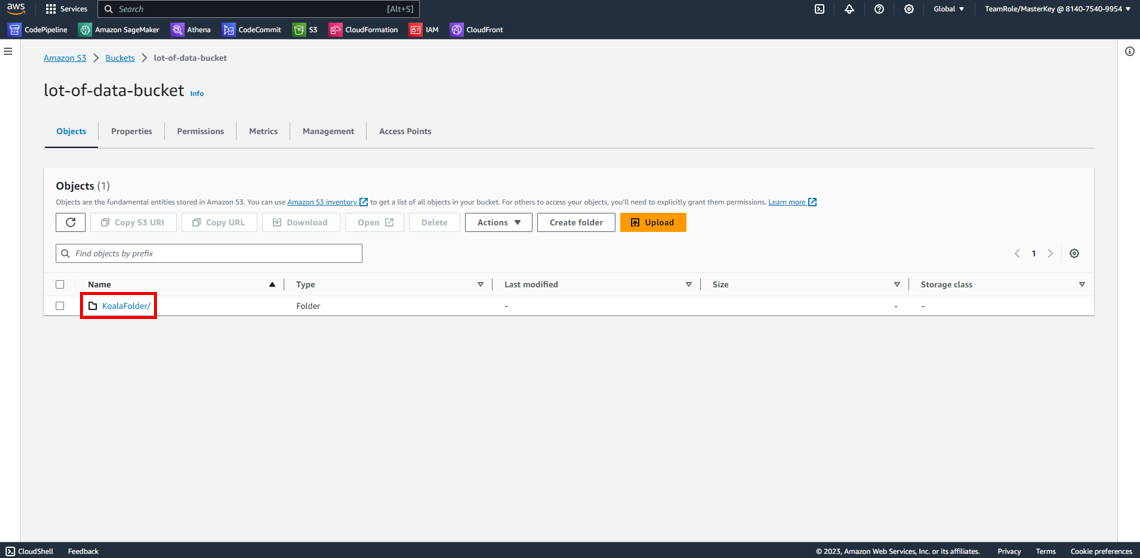 aws Services Search [Alt+S] Global TeamRole/MasterKey @ 8140-7540-9954
CodePipeline Amazon SageMaker Athena CodeCommit S3 CloudFormation IAM CloudFront
Amazon S3 > Buckets > lot-of-data-bucket
lot-of-data-bucket Info
Objects Properties Permissions Metrics Management Access Points
Objects (1)
Objects are the fundamental entities stored in Amazon S3. You can use Amazon S3 inventory to get a list of all objects in your bucket. For others to access your objects, you'll need to explicitly grant them permissions. Learn more
Copy S3 URI Copy URL Download Open Delete Actions Create folder Upload
Find objects by prefix 1
Name Type Last modified Size Storage class
KoalaFolder/ Folder - - -
CloudShell Feedback © 2023, Amazon Web Services, Inc. or its affiliates. Privacy Terms Cookie preferences